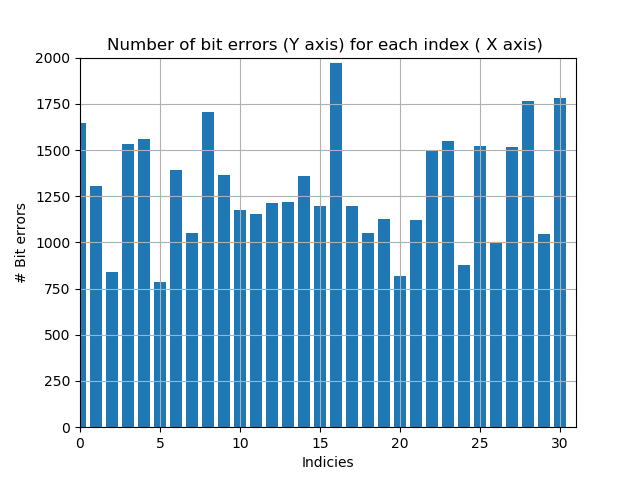 Number of bit errors (Y axis) for each index ( X axis)
2000
1750
1500
1250
1000
750
500
250
0
# Bit errors
0 5 10 15 20 25 30
Indicies